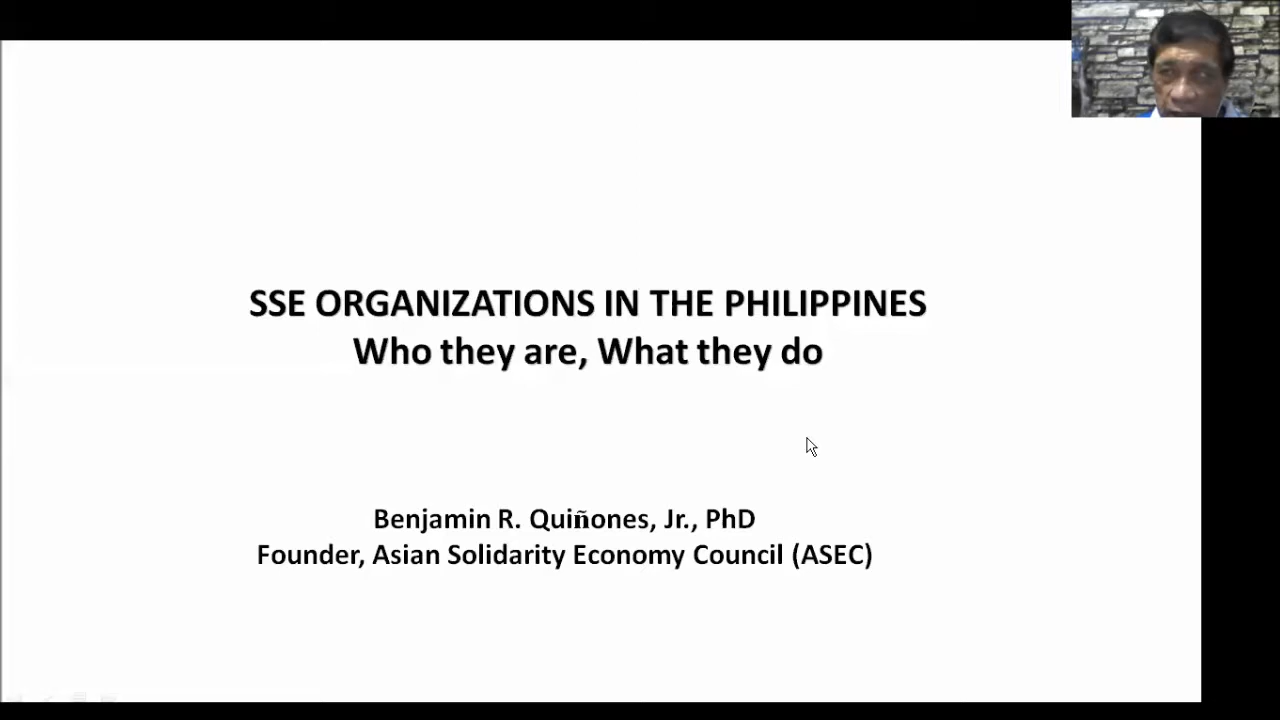 SSE ORGANIZATIONS IN THE PHILIPPINES
Who they are, What they do
Benjamin R. Quiñones, Jr., PhD
Founder, Asian Solidarity Economy Council (ASEC)